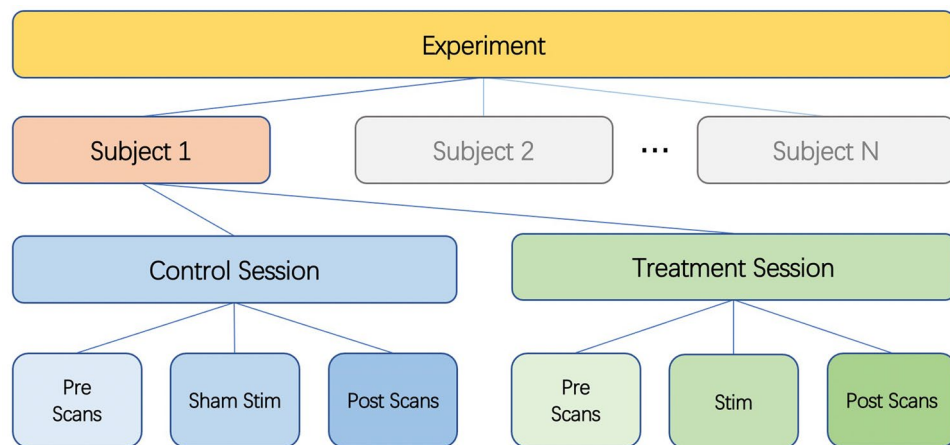 Experiment
Subject 1
Subject 2
...
Subject N
Control Session
Treatment Session
Pre
Scans
Sham Stim
Post Scans
Pre
Scans
Stim
Post Scans